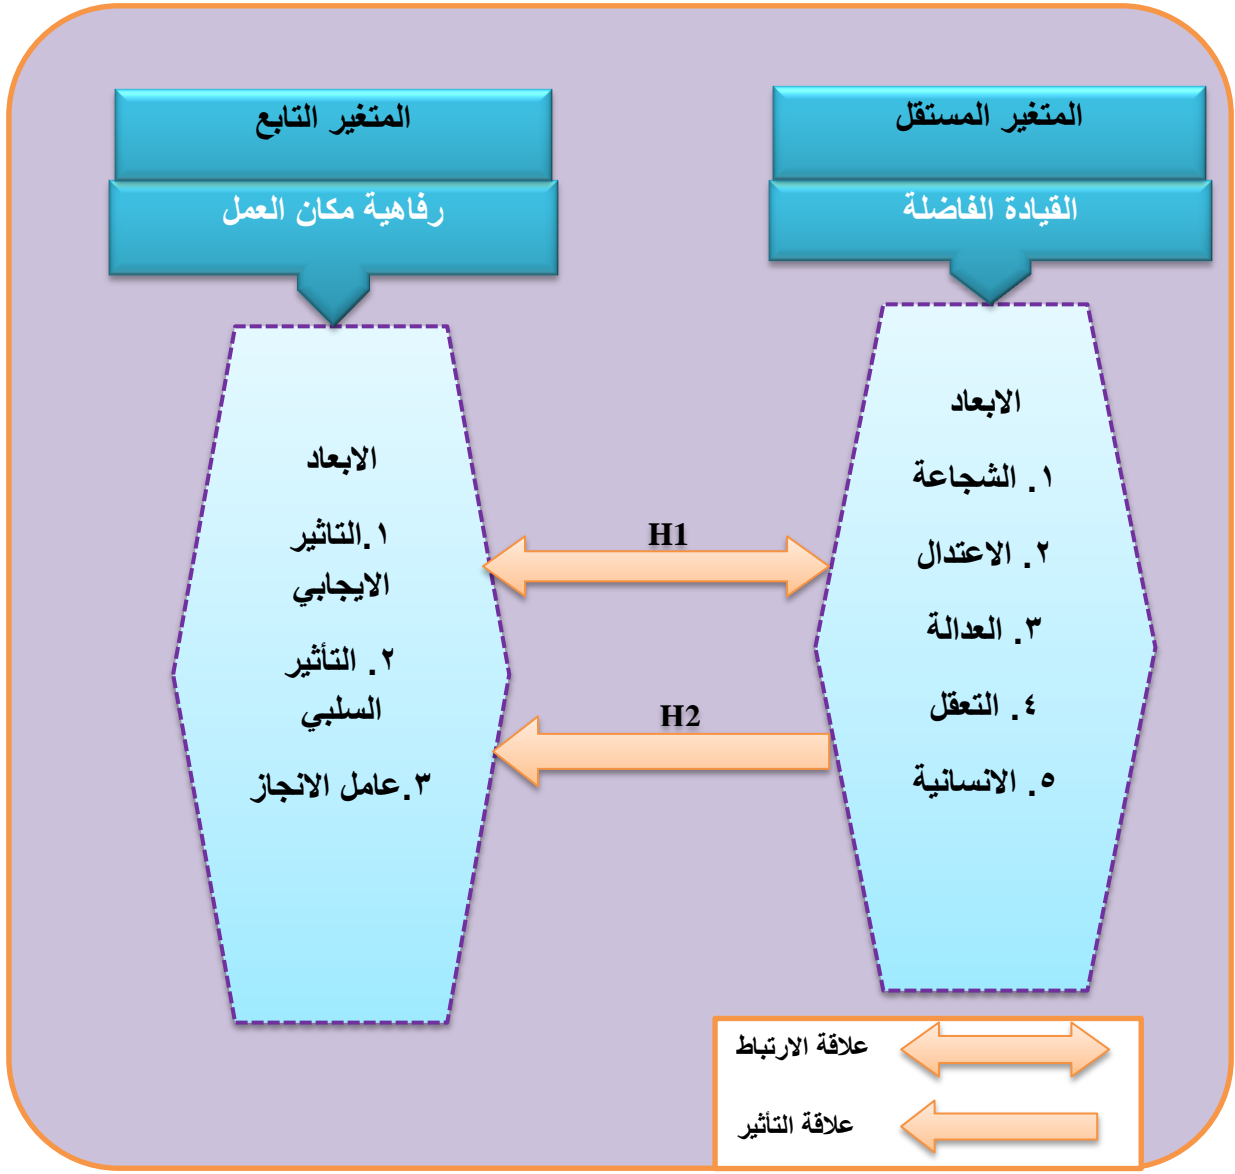 المتغير المستقل
القيادة الفاضلة
الابعاد
١. الشجاعة
٢. الاعتدال
٣. العدالة
٤. التعقل
٥. الانسانية
H1
H2
المتغير التابع
رفاهية مكان العمل
الابعاد
١.التاثير
الايجابي
٢. التأثير
السلبي
٣.عامل الانجاز
علاقة الارتباط
علاقة التأثير